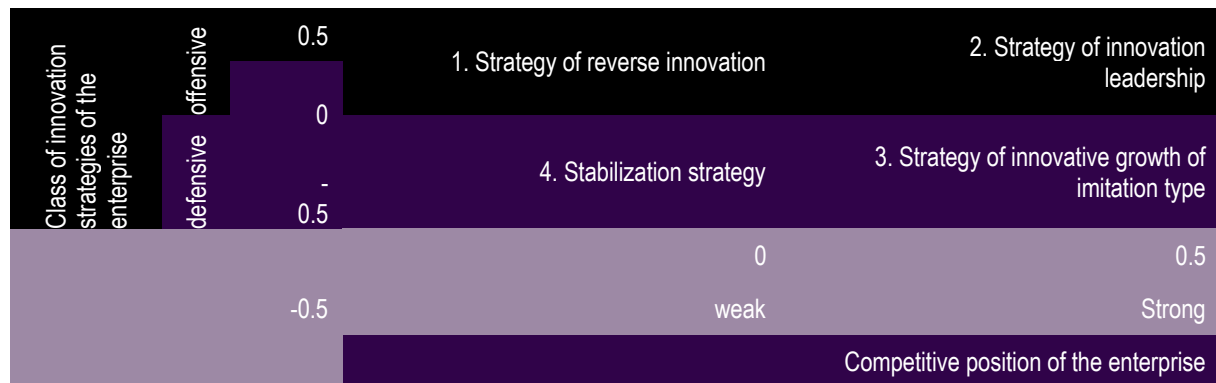 Class of innovation
strategies of the
enterprise
offensive
0.5
1. Strategy of reverse innovation
2. Strategy of innovation
leadership
0
defensive
-
0.5
4. Stabilization strategy
3. Strategy of innovative growth of
imitation type
0
0.5
-0.5
weak
Strong
Competitive position of the enterprise